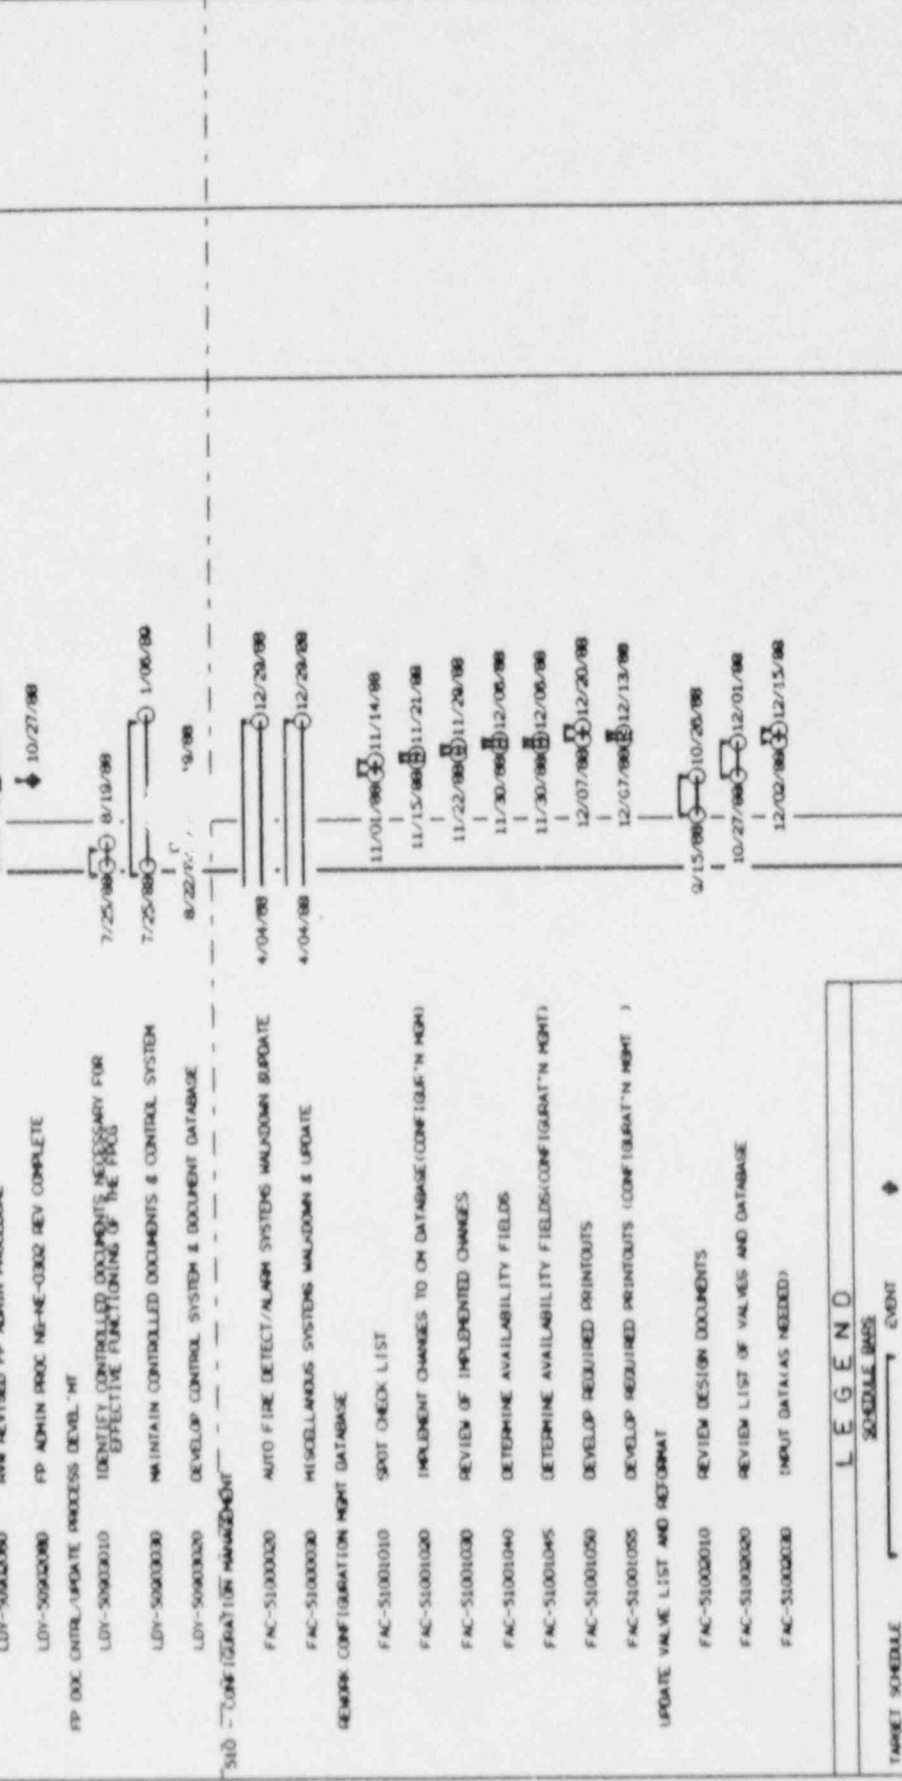 LDY-50902080 FP ADMIN PROC NG-NE-0302 REV COMPLETE 10/27/88
FP DOC CNTRL/UPDATE PROCESS DEVEL'MT
LDY-50903010 IDENTIFY CONTROLLED DOCUMENTS NECESSARY FOR 7/25/88 8/19/88
EFFECTIVE FUNCTIONING OF THE FPCG
LDY-50903030 MAINTAIN CONTROLLED DOCUMENTS & CONTROL SYSTEM 7/25/88 1/06/89
LDY-50903020 DEVELOP CONTROL SYSTEM & DOCUMENT DATABASE
510 - CONFIGURATION MANAGEMENT
FAC-51000020 AUTO FIRE DETECT/ALARM SYSTEMS WALKDOWN &UPDATE 4/04/88 12/29/88
FAC-51000030 MISCELLANOUS SYSTEMS WALKDOWN & UPDATE 4/04/88 12/29/88
REWORK CONFIGURATION MGMT DATABASE
FAC-51001010 SPOT CHECK LIST 11/01/88 11/14/88
FAC-51001020 IMPLEMENT CHANGES TO CM DATABASE(CONFIGUR'N MGM) 11/15/88 11/21/88
FAC-51001030 REVIEW OF IMPLEMENTED CHANGES 11/22/88 11/29/88
FAC-51001040 DETERMINE AVAILABILITY FIELDS 11/30/88 12/06/88
FAC-51001045 DETERMINE AVAILABILITY FIELDS(CONFIGURAT'N MGMT) 11/30/88 12/06/88
FAC-51001050 DEVELOP REQUIRED PRINTOUTS 12/07/88 12/20/88
FAC-51001055 DEVELOP REQUIRED PRINTOUTS (CONFIGURAT'N MGMT ) 12/07/88 12/13/88
UPDATE VALVE LIST AND REFORMAT
FAC-51002010 REVIEW DESIGN DOCUMENTS 9/15/88 10/26/88
FAC-51002020 REVIEW LIST OF VALVES AND DATABASE 10/27/88 12/01/88
FAC-51002030 INPUT DATA(AS NEEDED) 12/02/88 12/15/88
LEGEND
SCHEDULE BARS
TARGET SCHEDULE EVENT